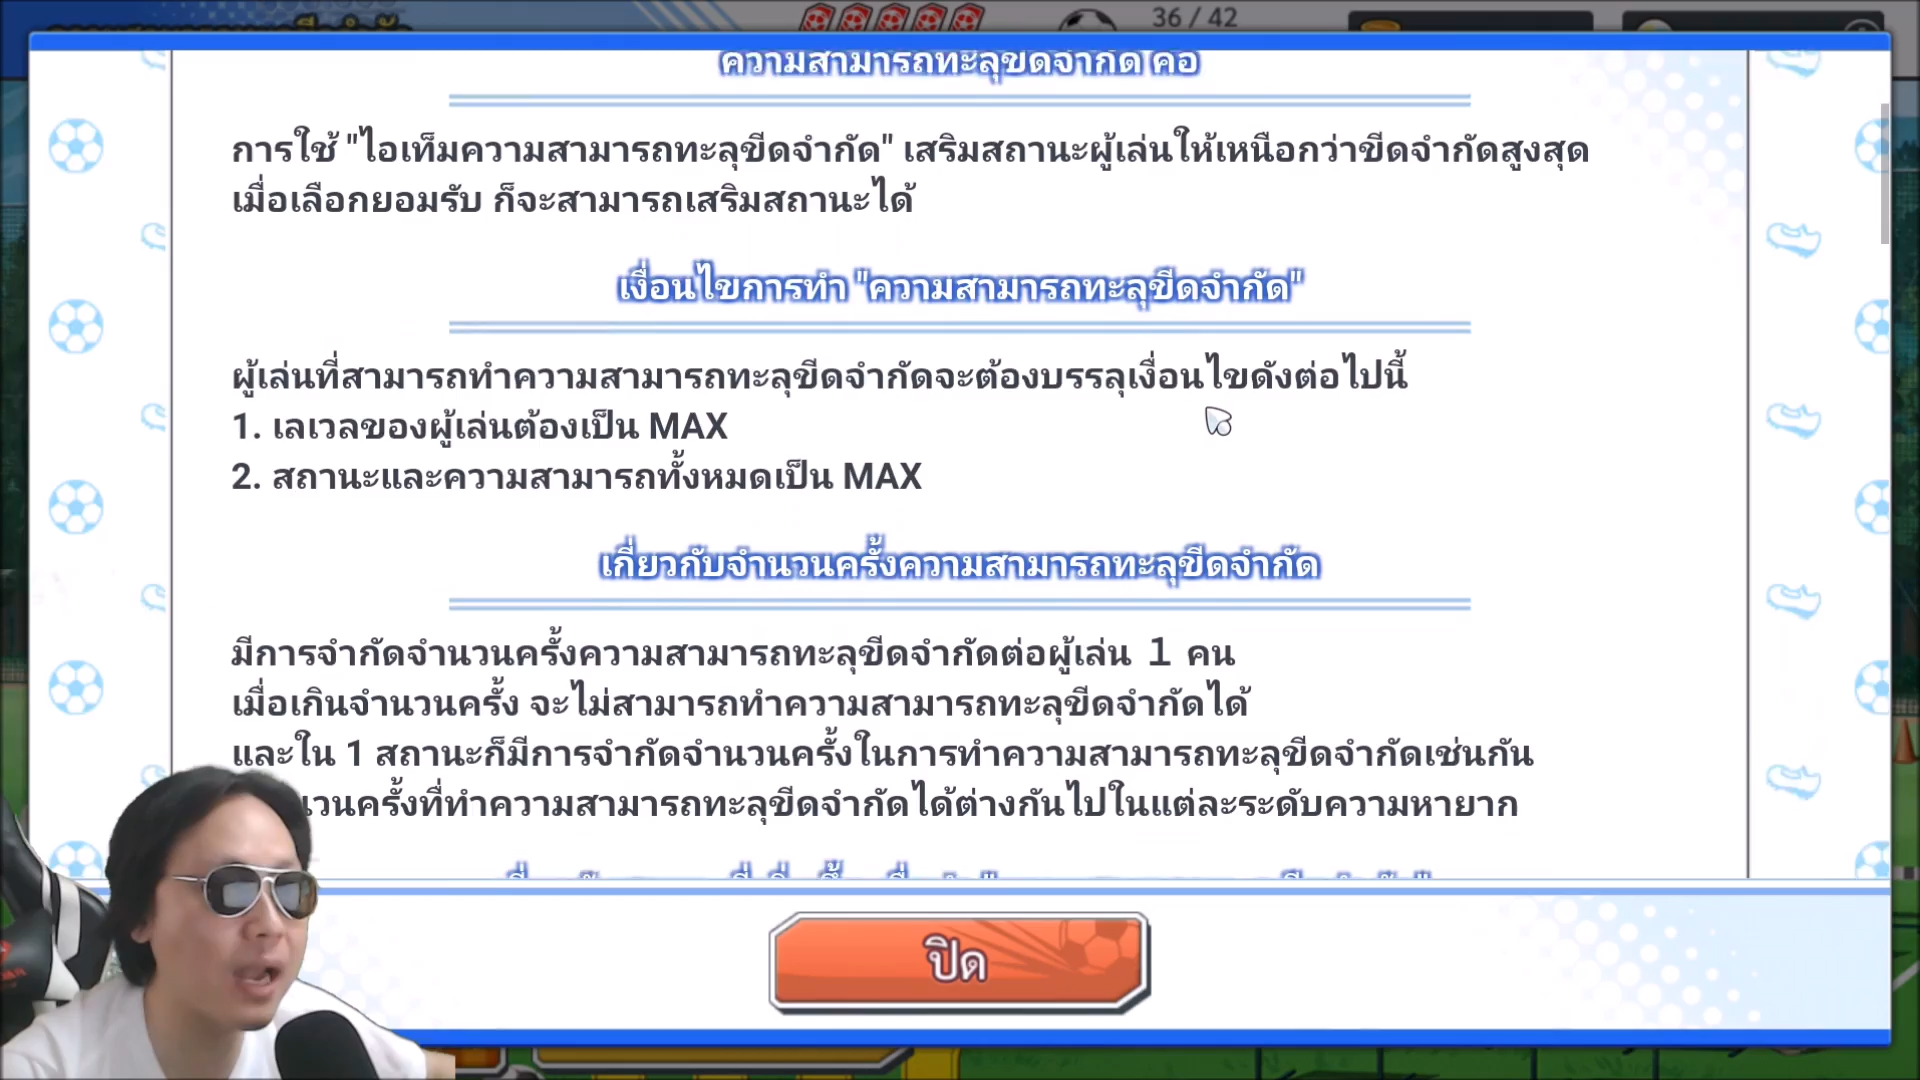 36 / 42
ความสามารถทะลุขีดจำกัด คือ
การใช้ "ไอเท็มความสามารถทะลุขีดจำกัด" เสริมสถานะผู้เล่นให้เหนือกว่าขีดจำกัดสูงสุด
เมื่อเลือกยอมรับ ก็จะสามารถเสริมสถานะได้
เงื่อนไขการทำ "ความสามารถทะลุขีดจำกัด"
ผู้เล่นที่สามารถทำความสามารถทะลุขีดจำกัดจะต้องบรรลุเงื่อนไขดังต่อไปนี้
1. เลเวลของผู้เล่นต้องเป็น MAX
2. สถานะและความสามารถทั้งหมดเป็น MAX
เกี่ยวกับจำนวนครั้งความสามารถทะลุขีดจำกัด
มีการจำกัดจำนวนครั้งความสามารถทะลุขีดจำกัดต่อผู้เล่น 1 คน
เมื่อเกินจำนวนครั้ง จะไม่สามารถทำความสามารถทะลุขีดจำกัดได้
และใน 1 สถานะก็มีการจำกัดจำนวนครั้งในการทำความสามารถทะลุขีดจำกัดเช่นกัน
วนครั้งที่ทำความสามารถทะลุขีดจำกัดได้ต่างกันไปในแต่ละระดับความหายาก
ปิด